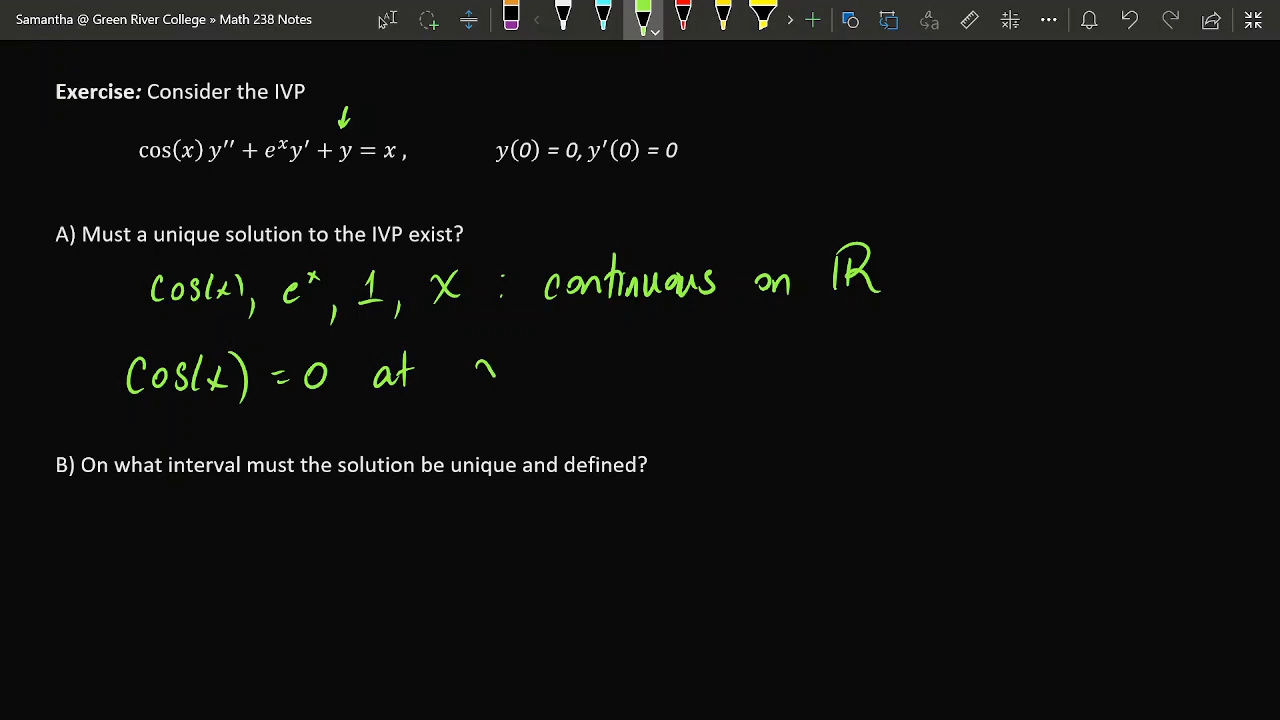 Samantha @ Green River College » Math 238 Notes
Exercise: Consider the IVP
cos(x) y′′ + eˣy′ + y = x , y(0) = 0, y′(0) = 0
A) Must a unique solution to the IVP exist?
Cos(x), eˣ, 1, x : continuous on ℝ
Cos(x) = 0 at
B) On what interval must the solution be unique and defined?